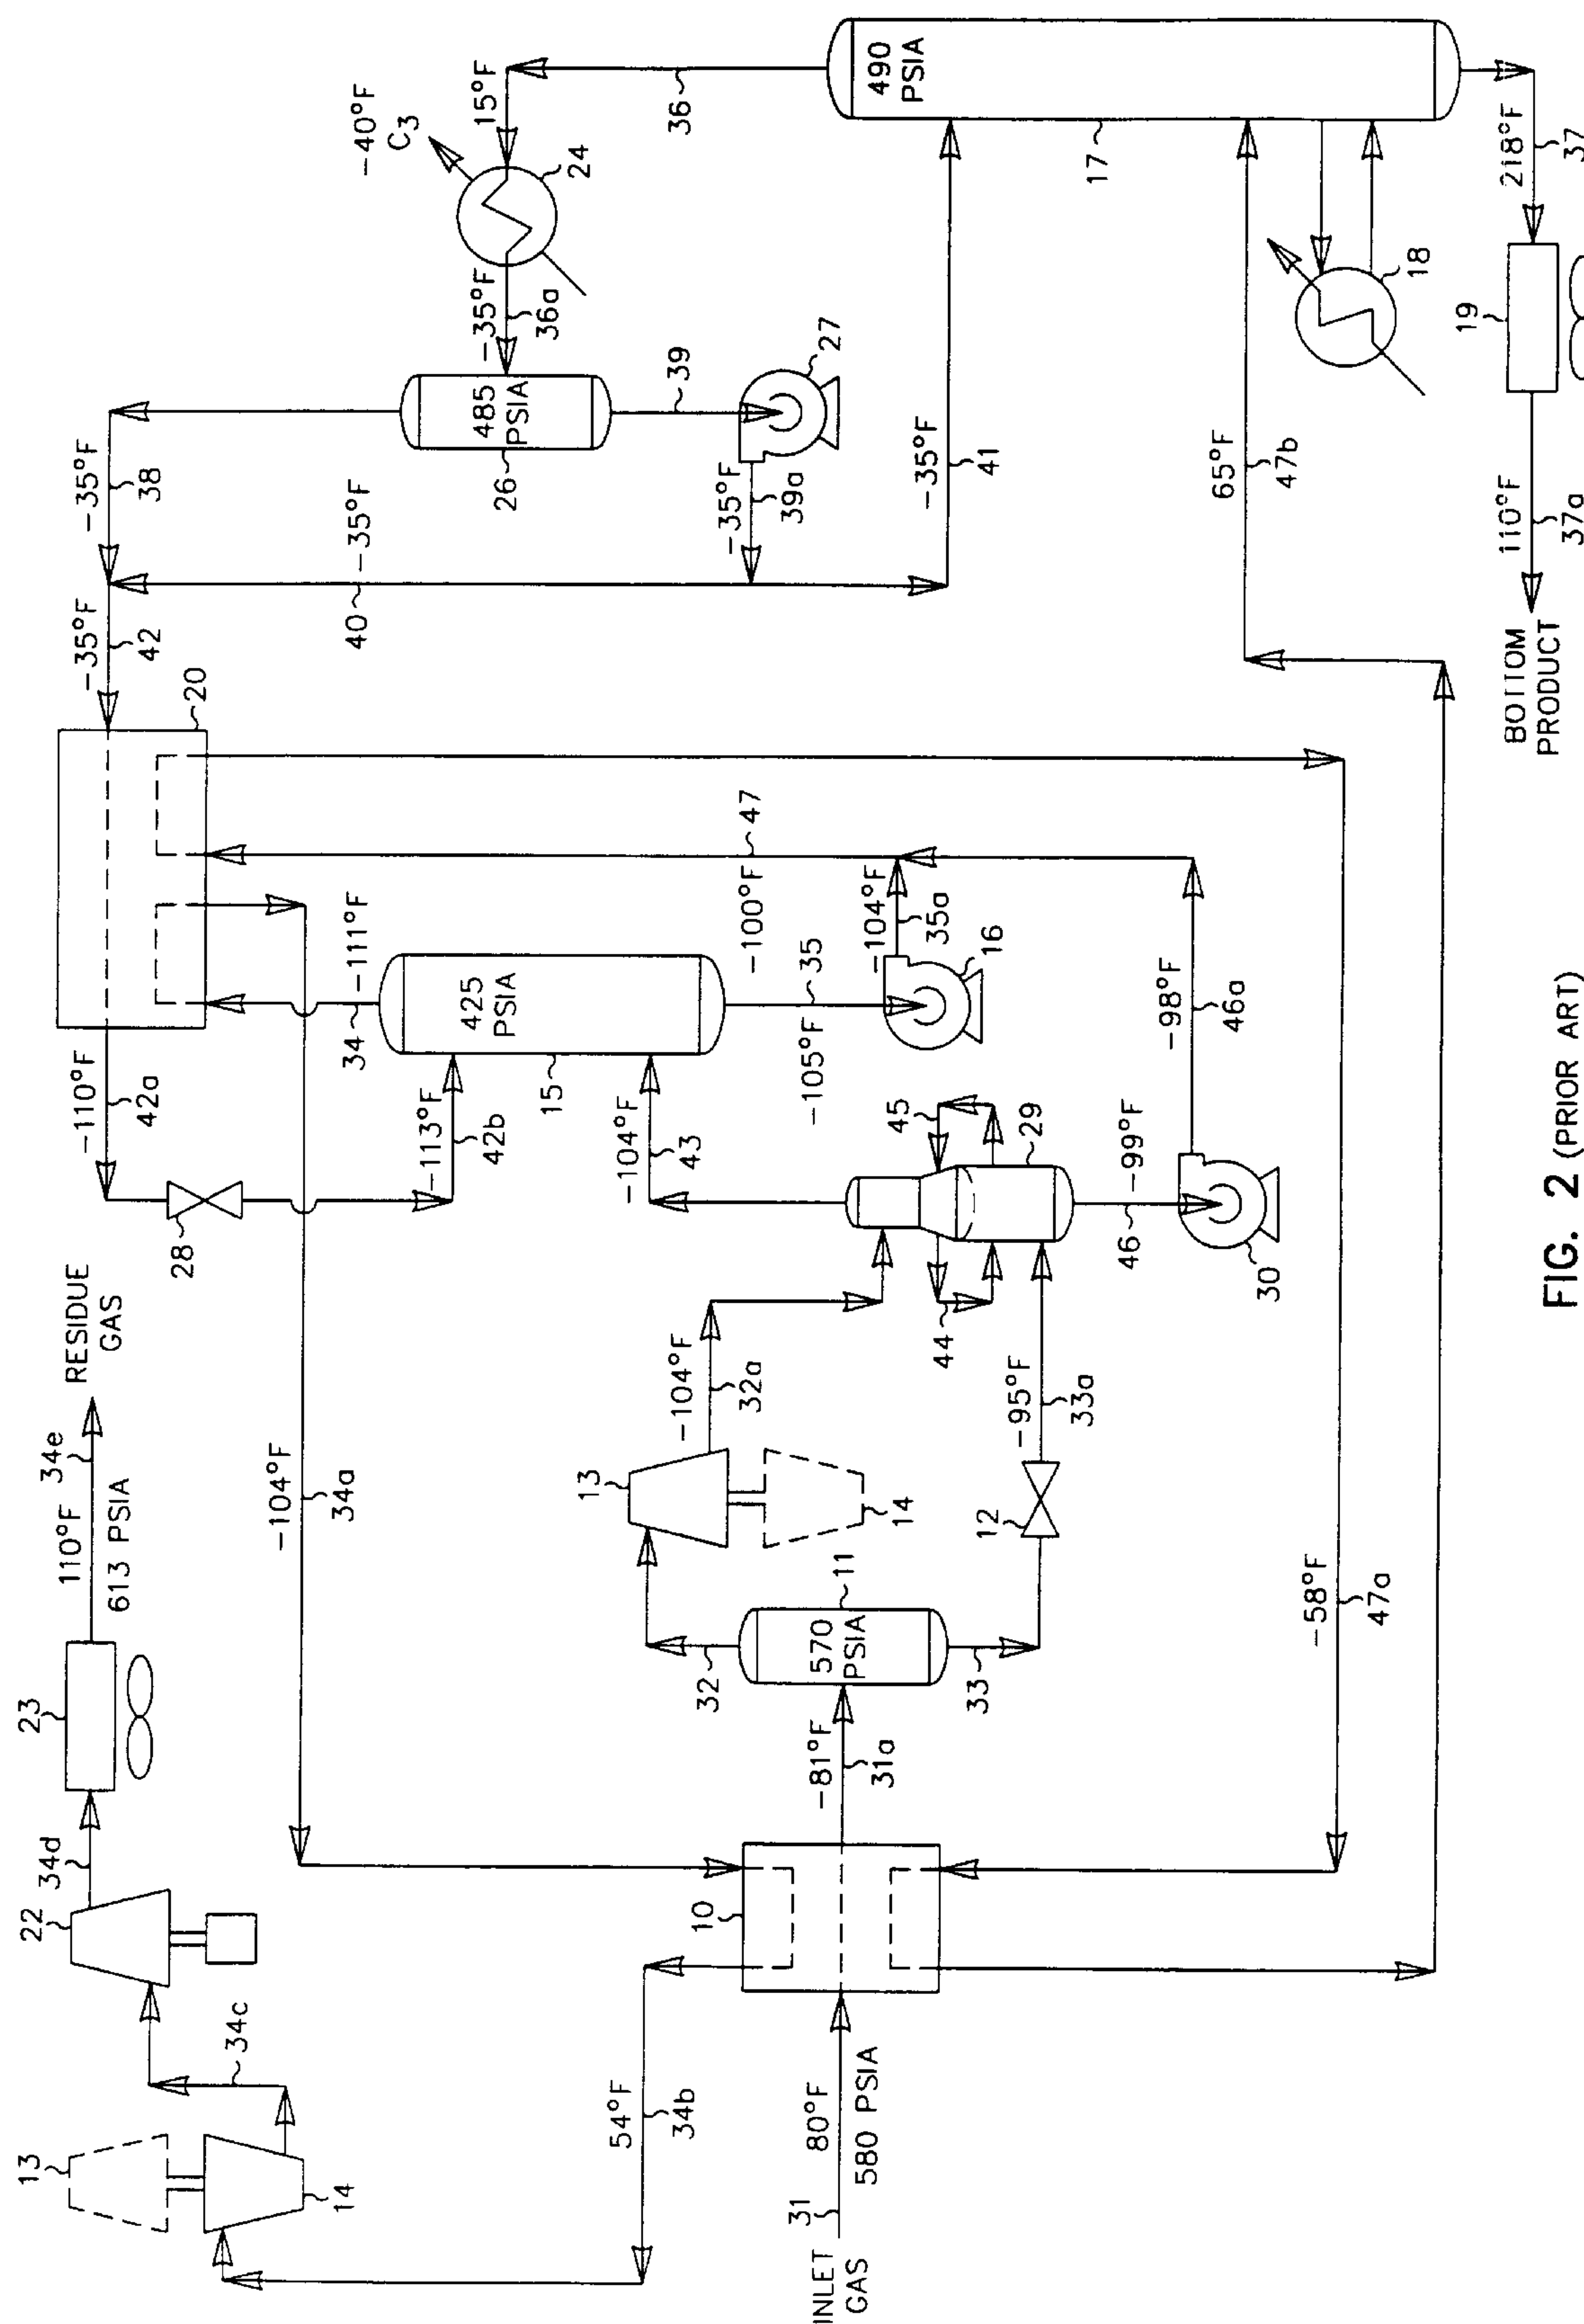 13
14
34c
22
34d
23
110°F
34e
613 PSIA
RESIDUE
GAS
-104°F
34a
54°F
34b
INLET
GAS
31
80°F
580 PSIA
10
-81°F
31a
32
570
PSIA
11
33
13
14
-104°F
32a
12
-95°F
33a
44
45
29
46
-99°F
30
-98°F
46a
-104°F
43
28
-110°F
42a
-113°F
42b
15
425
PSIA
34
-111°F
-105°F
35
16
-104°F
35a
-100°F
47
20
-35°F
42
-58°F
47a
40
-35°F
-35°F
38
26
485
PSIA
39
27
-35°F
39a
-35°F
36a
24
-40°F
C3
15°F
36
-35°F
41
17
490
PSIA
65°F
47b
18
218°F
37
19
110°F
37a
BOTTOM
PRODUCT
FIG. 2 (PRIOR ART)